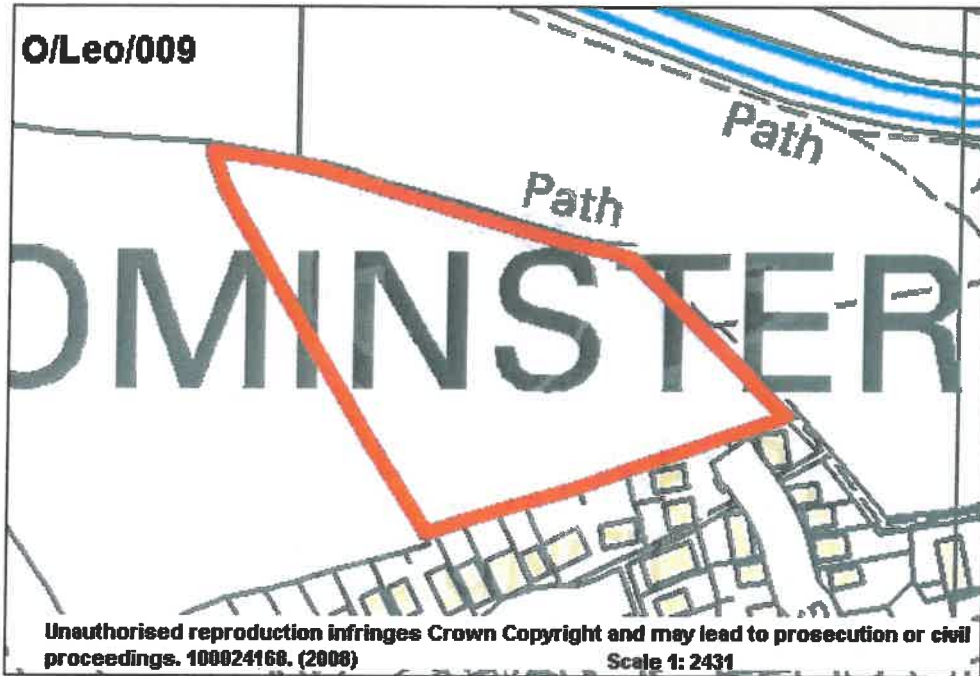 O/Leo/009
Path
Path
OMINSTER
Unauthorised reproduction infringes Crown Copyright and may lead to prosecution or civil
proceedings. 100024168. (2008) Scale 1: 2431